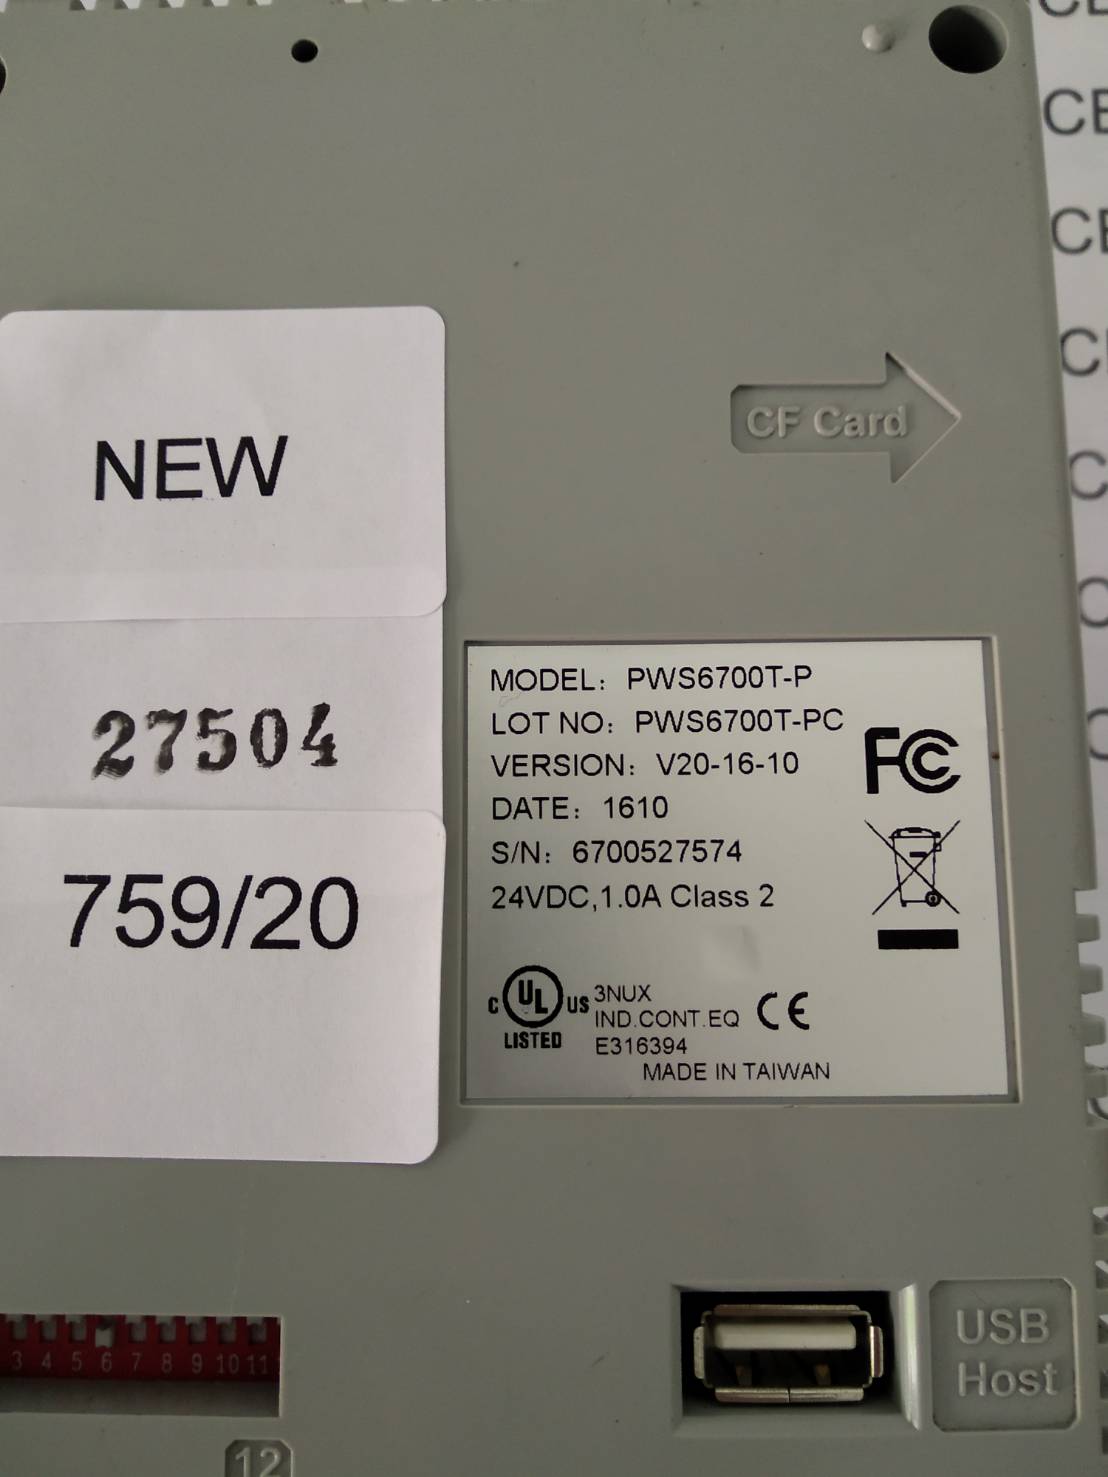 CE
CE
CF Card
NEW
27504
759/20
MODEL: PWS6700T-P
LOT NO: PWS6700T-PC
VERSION: V20-16-10
DATE: 1610
S/N: 6700527574
24VDC,1.0A Class 2
FC
C UL US
LISTED
3NUX
IND.CONT.EQ
E316394
CE
MADE IN TAIWAN
3 4 5 6 7 8 9 10 11
12
USB
Host